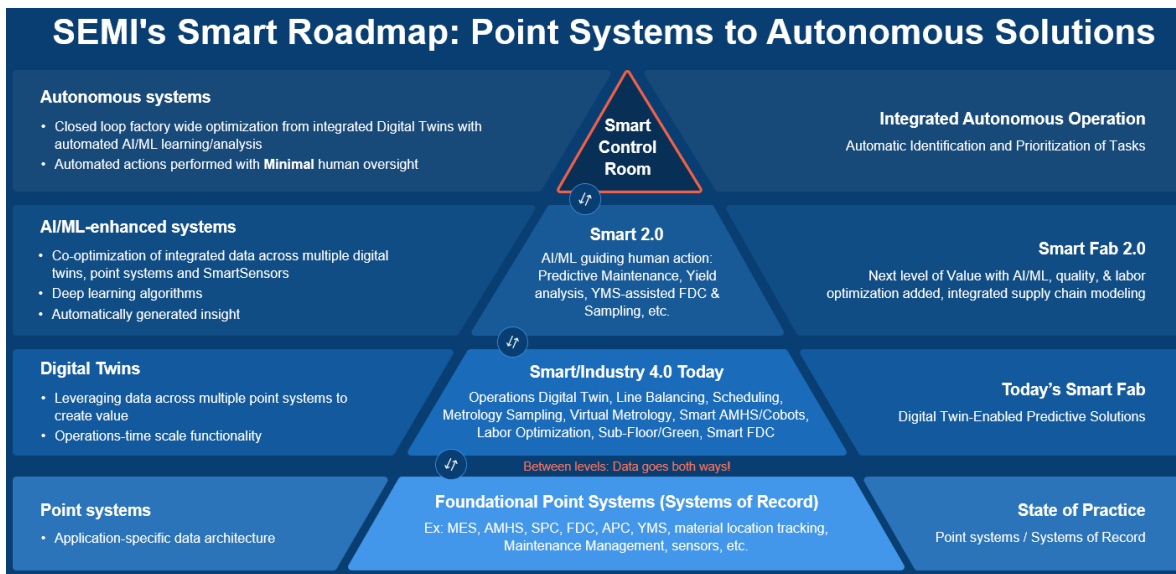 SEMI's Smart Roadmap: Point Systems to Autonomous Solutions
Autonomous systems
• Closed loop factory wide optimization from integrated Digital Twins with
automated AI/ML learning/analysis
• Automated actions performed with Minimal human oversight
Smart
Control
Room
Integrated Autonomous Operation
Automatic Identification and Prioritization of Tasks
AI/ML-enhanced systems
• Co-optimization of integrated data across multiple digital
twins, point systems and SmartSensors
• Deep learning algorithms
• Automatically generated insight
Smart 2.0
AI/ML guiding human action:
Predictive Maintenance, Yield
analysis, YMS-assisted FDC &
Sampling, etc.
Smart Fab 2.0
Next level of Value with AI/ML, quality, & labor
optimization added, integrated supply chain modeling
Digital Twins
• Leveraging data across multiple point systems to
create value
• Operations-time scale functionality
Smart/Industry 4.0 Today
Operations Digital Twin, Line Balancing, Scheduling,
Metrology Sampling, Virtual Metrology, Smart AMHS/Cobots,
Labor Optimization, Sub-Floor/Green, Smart FDC
Today's Smart Fab
Digital Twin-Enabled Predictive Solutions
Between levels: Data goes both ways!
Point systems
• Application-specific data architecture
Foundational Point Systems (Systems of Record)
Ex: MES, AMHS, SPC, FDC, APC, YMS, material location tracking,
Maintenance Management, sensors, etc.
State of Practice
Point systems / Systems of Record